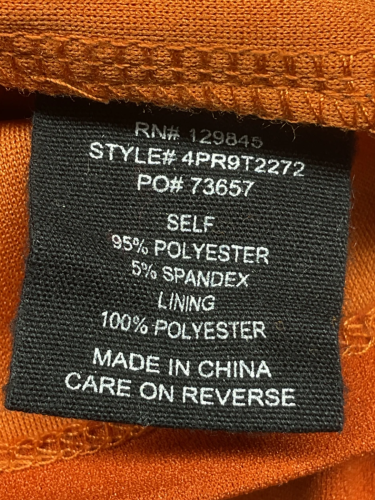 RN# 129845
STYLE# 4PR9T2272
PO# 73657
SELF
95% POLYESTER
5% SPANDEX
LINING
100% POLYESTER
MADE IN CHINA
CARE ON REVERSE